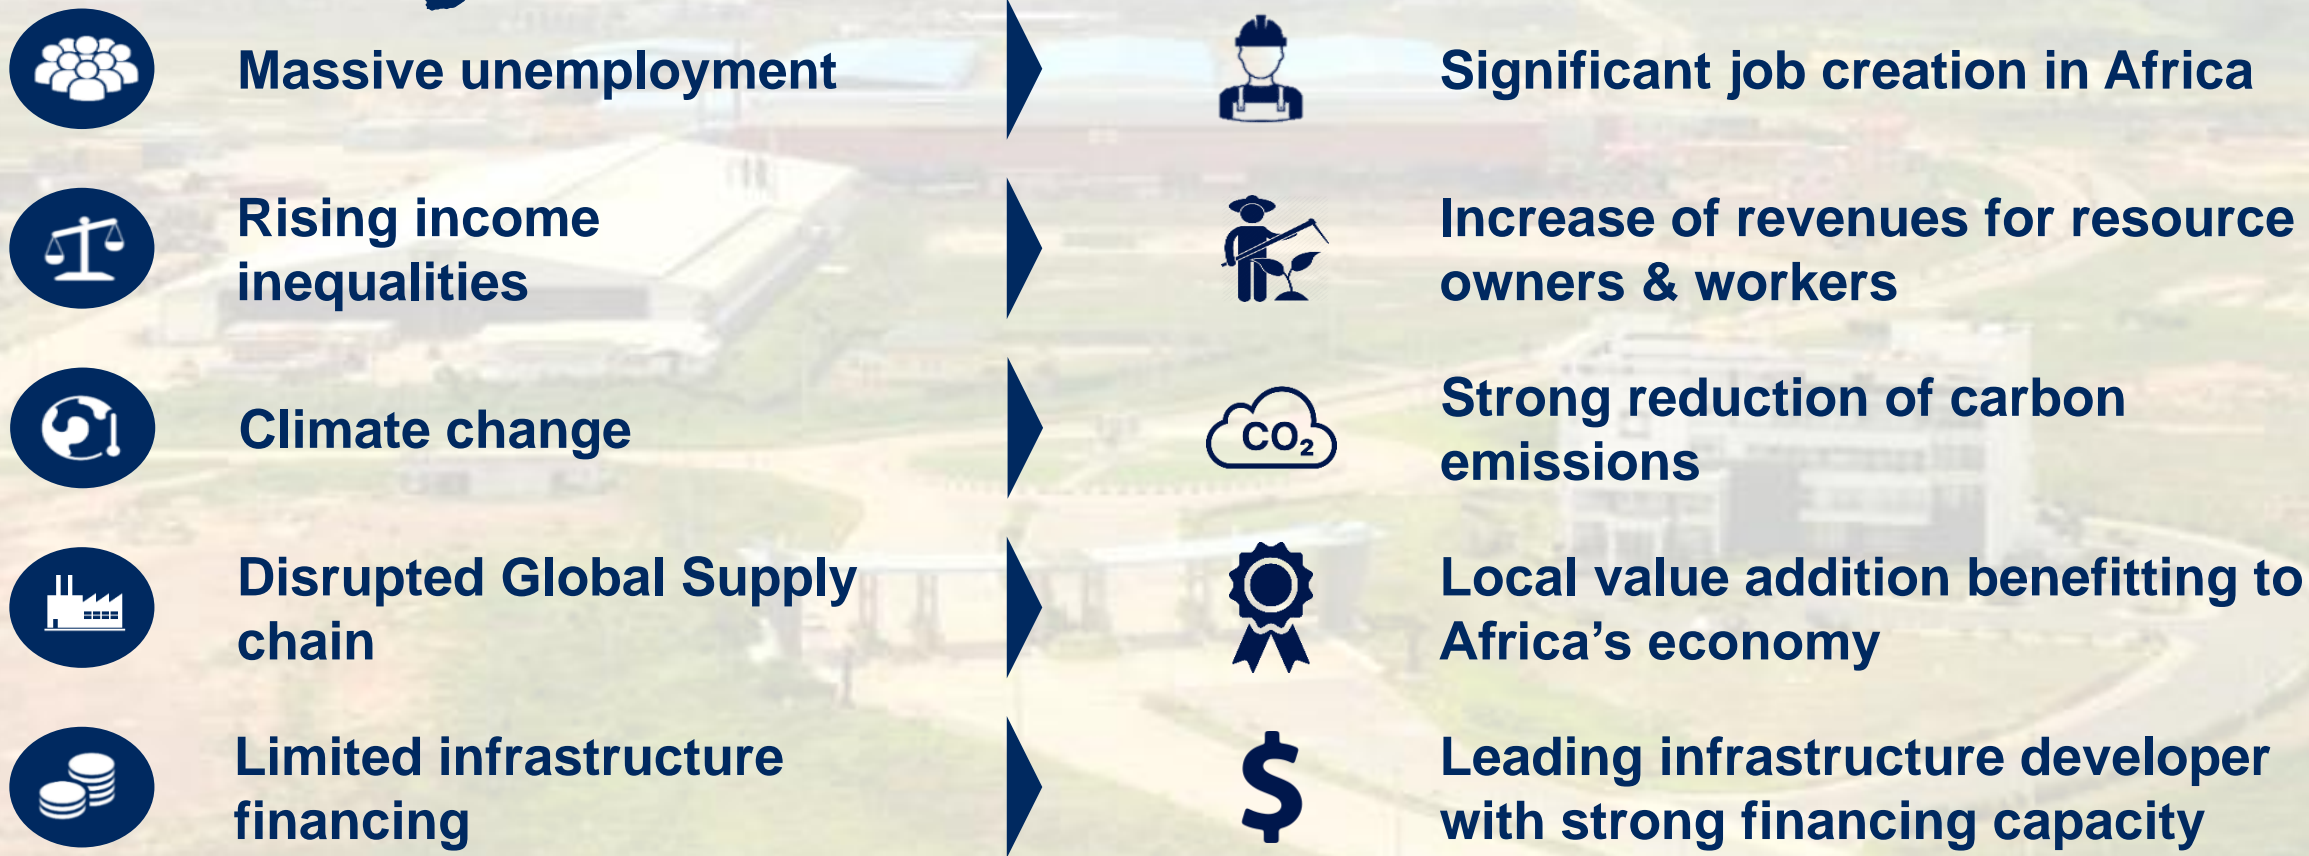 Massive unemployment
Significant job creation in Africa
Rising income
inequalities
Increase of revenues for resource
owners & workers
Climate change
CO₂
Strong reduction of carbon
emissions
Disrupted Global Supply
chain
Local value addition benefitting to
Africa’s economy
Limited infrastructure
financing
$
Leading infrastructure developer
with strong financing capacity